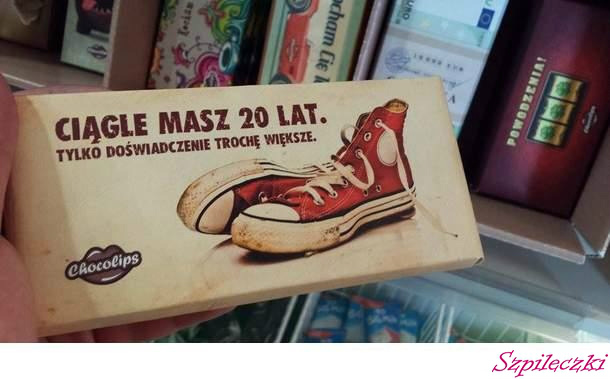 CIĄGLE MASZ 20 LAT.
TYLKO DOŚWIADCZENIE TROCHĘ WIĘKSZE.
Chocolips
POWODZENIA!
Szpileczki